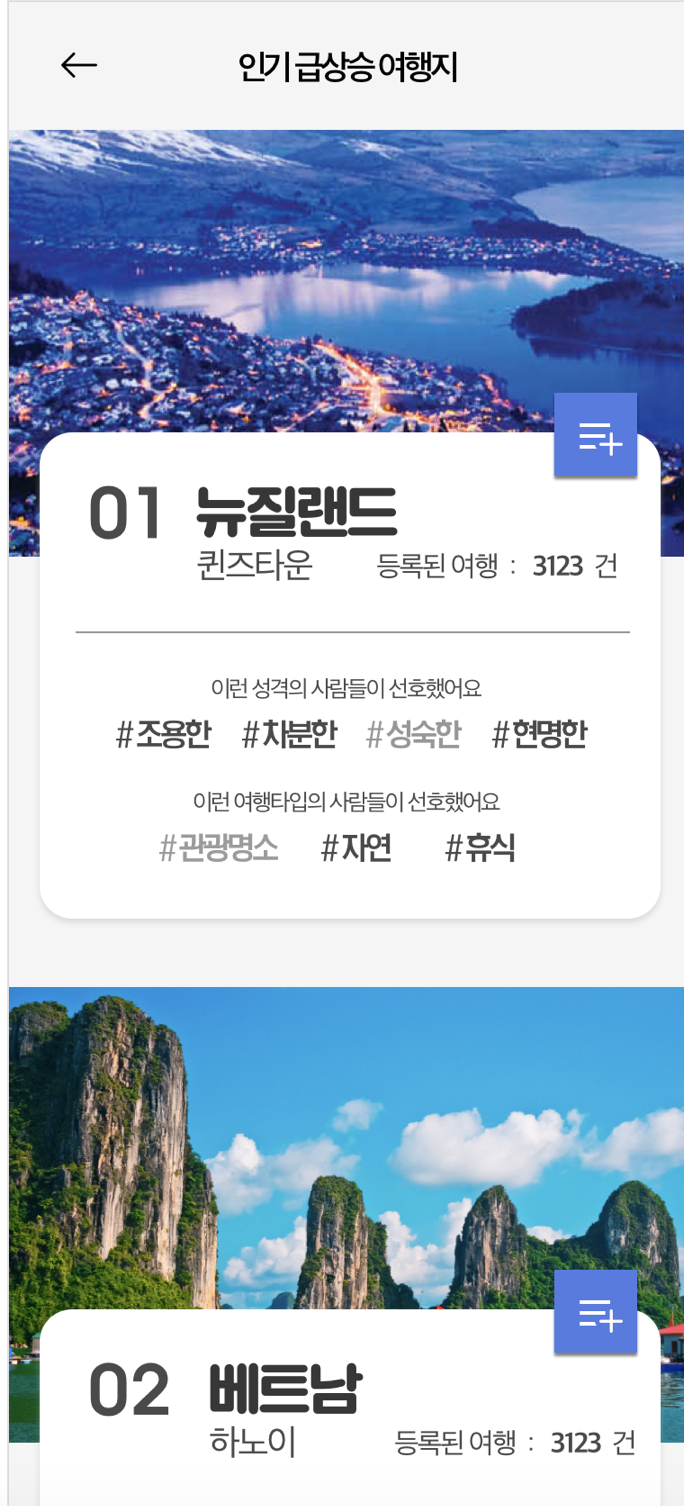 인기 급상승 여행지
01 뉴질랜드
퀸즈타운 등록된 여행 : 3123 건
이런 성격의 사람들이 선호했어요
#조용한 #차분한 #성숙한 #현명한
이런 여행타입의 사람들이 선호했어요
#관광명소 #자연 #휴식
02 베트남
하노이 등록된 여행 : 3123 건